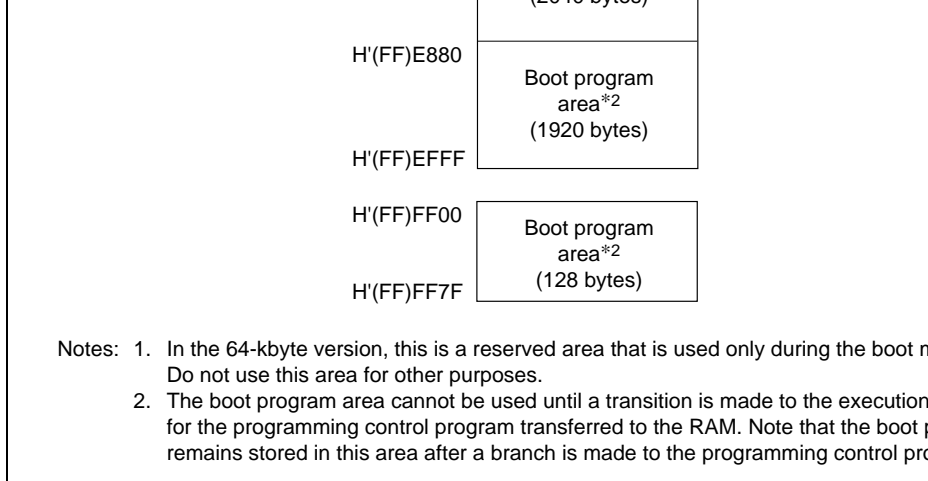 H'(FF)E880
Boot program
area*2
(1920 bytes)
H'(FF)EFFF
H'(FF)FF00
Boot program
area*2
(128 bytes)
H'(FF)FF7F
Notes: 1. In the 64-kbyte version, this is a reserved area that is used only during the boot
Do not use this area for other purposes.
2. The boot program area cannot be used until a transition is made to the execution
for the programming control program transferred to the RAM. Note that the boot
remains stored in this area after a branch is made to the programming control